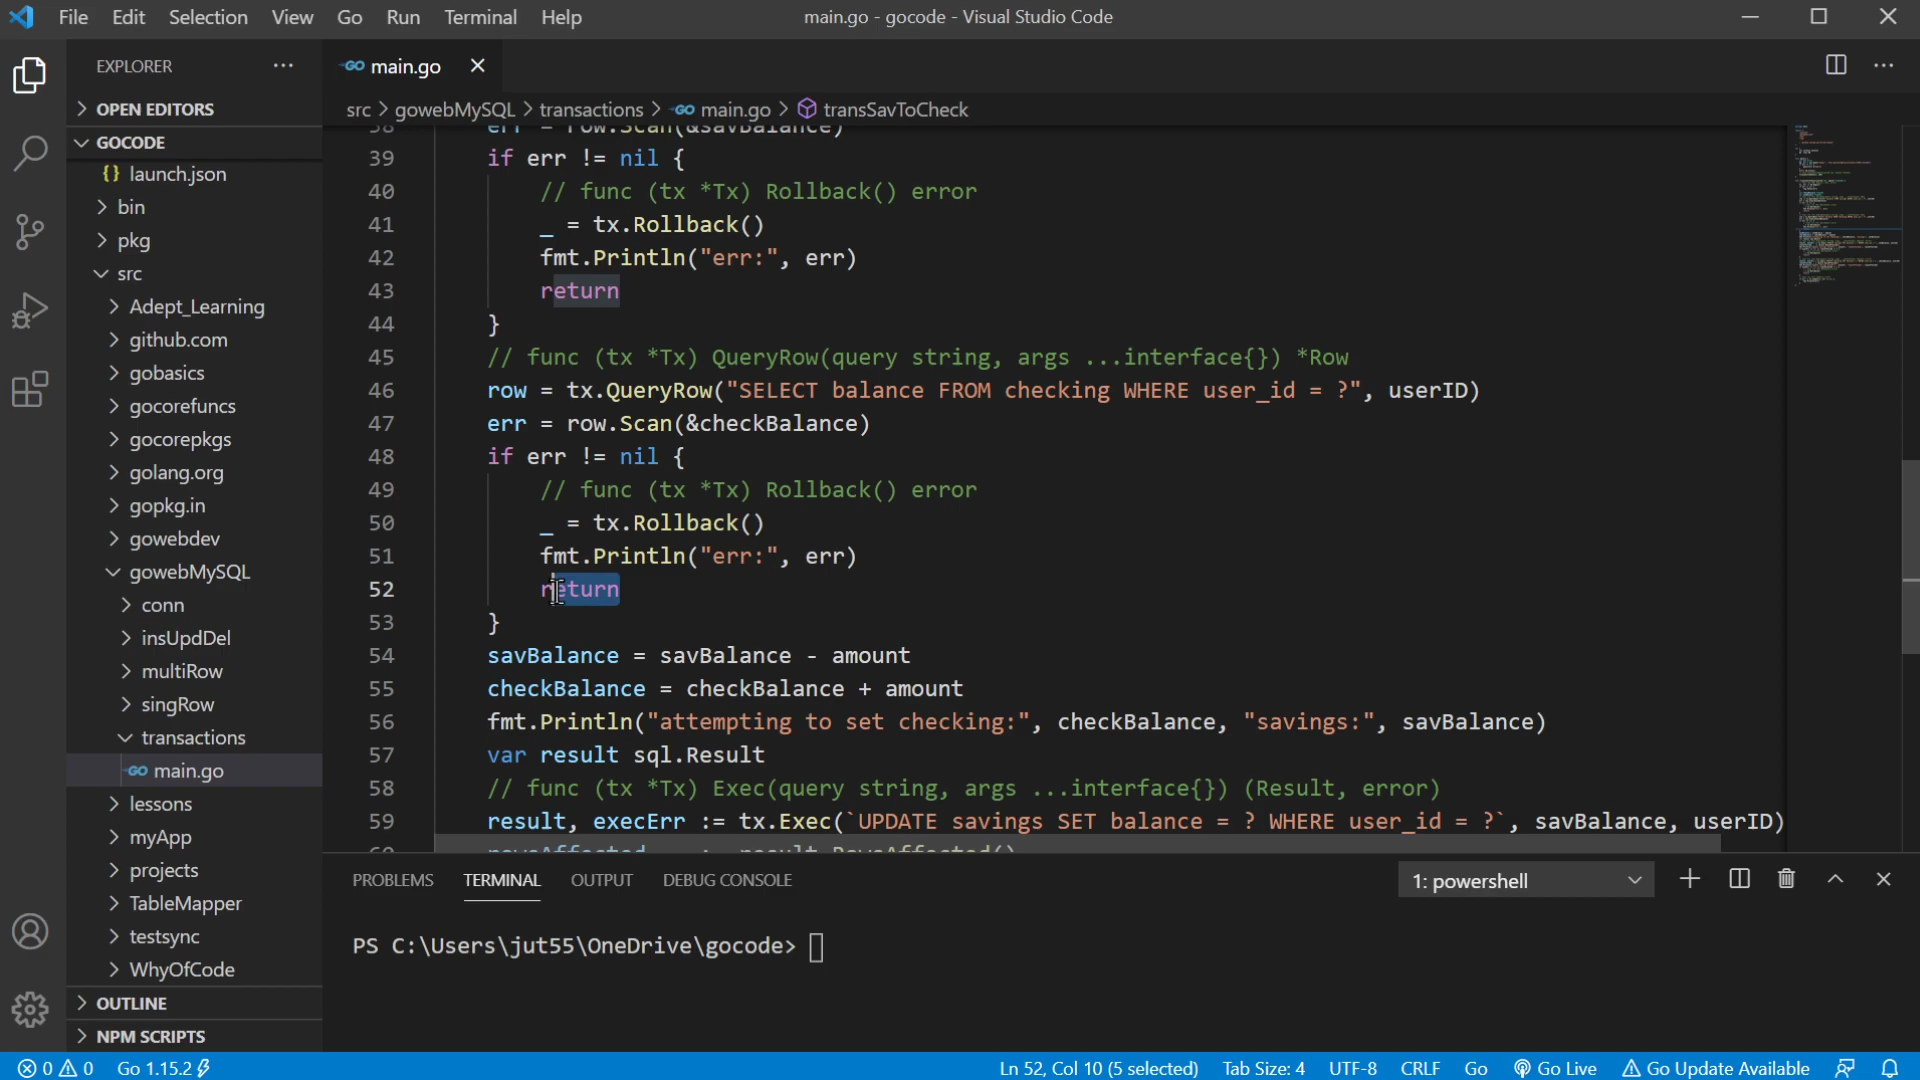 File Edit Selection View Go Run Terminal Help
main.go - gocode - Visual Studio Code
EXPLORER
OPEN EDITORS
GOCODE
{} launch.json
bin
pkg
src
Adept_Learning
github.com
gobasics
gocorefuncs
gocorepkgs
golang.org
gopkg.in
gowebdev
gowebMySQL
conn
insUpdDel
multiRow
singRow
transactions
GO main.go
lessons
myApp
projects
TableMapper
testsync
WhyOfCode
OUTLINE
NPM SCRIPTS
GO main.go
src > gowebMySQL > transactions > GO main.go > transSavToCheck
38 err = row.Scan(&savBalance)
39 if err != nil {
40 // func (tx *Tx) Rollback() error
41 _ = tx.Rollback()
42 fmt.Println("err:", err)
43 return
44 }
45 // func (tx *Tx) QueryRow(query string, args ...interface{}) *Row
46 row = tx.QueryRow("SELECT balance FROM checking WHERE user_id = ?", userID)
47 err = row.Scan(&checkBalance)
48 if err != nil {
49 // func (tx *Tx) Rollback() error
50 _ = tx.Rollback()
51 fmt.Println("err:", err)
52 return
53 }
54 savBalance = savBalance - amount
55 checkBalance = checkBalance + amount
56 fmt.Println("attempting to set checking:", checkBalance, "savings:", savBalance)
57 var result sql.Result
58 // func (tx *Tx) Exec(query string, args ...interface{}) (Result, error)
59 result, execErr := tx.Exec(`UPDATE savings SET balance = ? WHERE user_id = ?`, savBalance, userID)
PROBLEMS TERMINAL OUTPUT DEBUG CONSOLE
1: powershell
PS C:\Users\jut55\OneDrive\gocode>
0 0 Go 1.15.2
Ln 52, Col 10 (5 selected) Tab Size: 4 UTF-8 CRLF Go Go Live Go Update Available